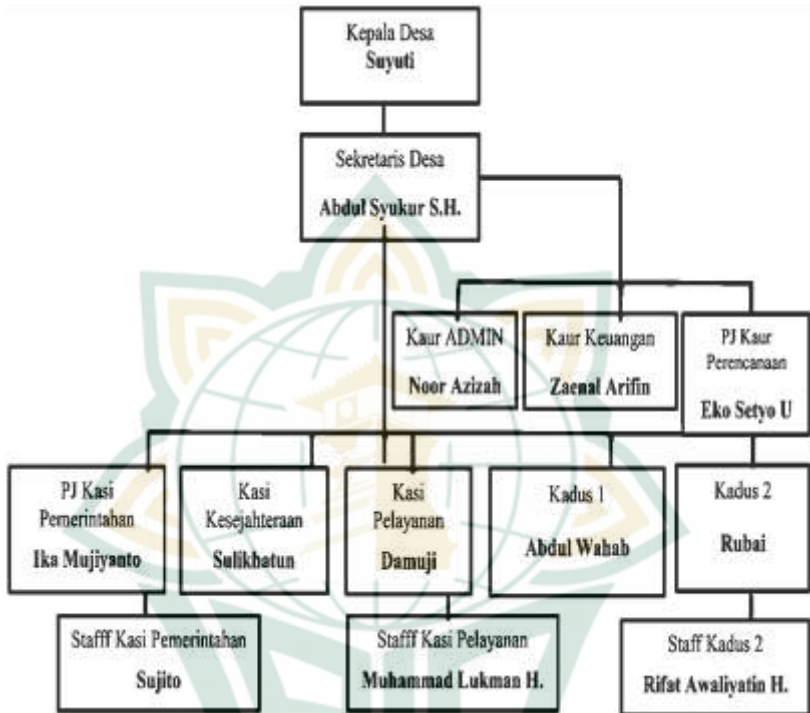 Kepala Desa
Suyuti
Sekretaris Desa
Abdul Syukur S.H.
Kaur ADMIN
Noor Azizah
Kaur Keuangan
Zaenal Arifin
PJ Kaur
Perencanaan
Eko Setyo U
PJ Kasi
Pemerintahan
Ika Mujiyanto
Kasi
Kesejahteraan
Sulikhatun
Kasi
Pelayanan
Damuji
Kadus 1
Abdul Wahab
Kadus 2
Rubai
Stafff Kasi Pemerintahan
Sujito
Stafff Kasi Pelayanan
Muhammad Lukman H.
Staff Kadus 2
Rifat Awaliyatin H.